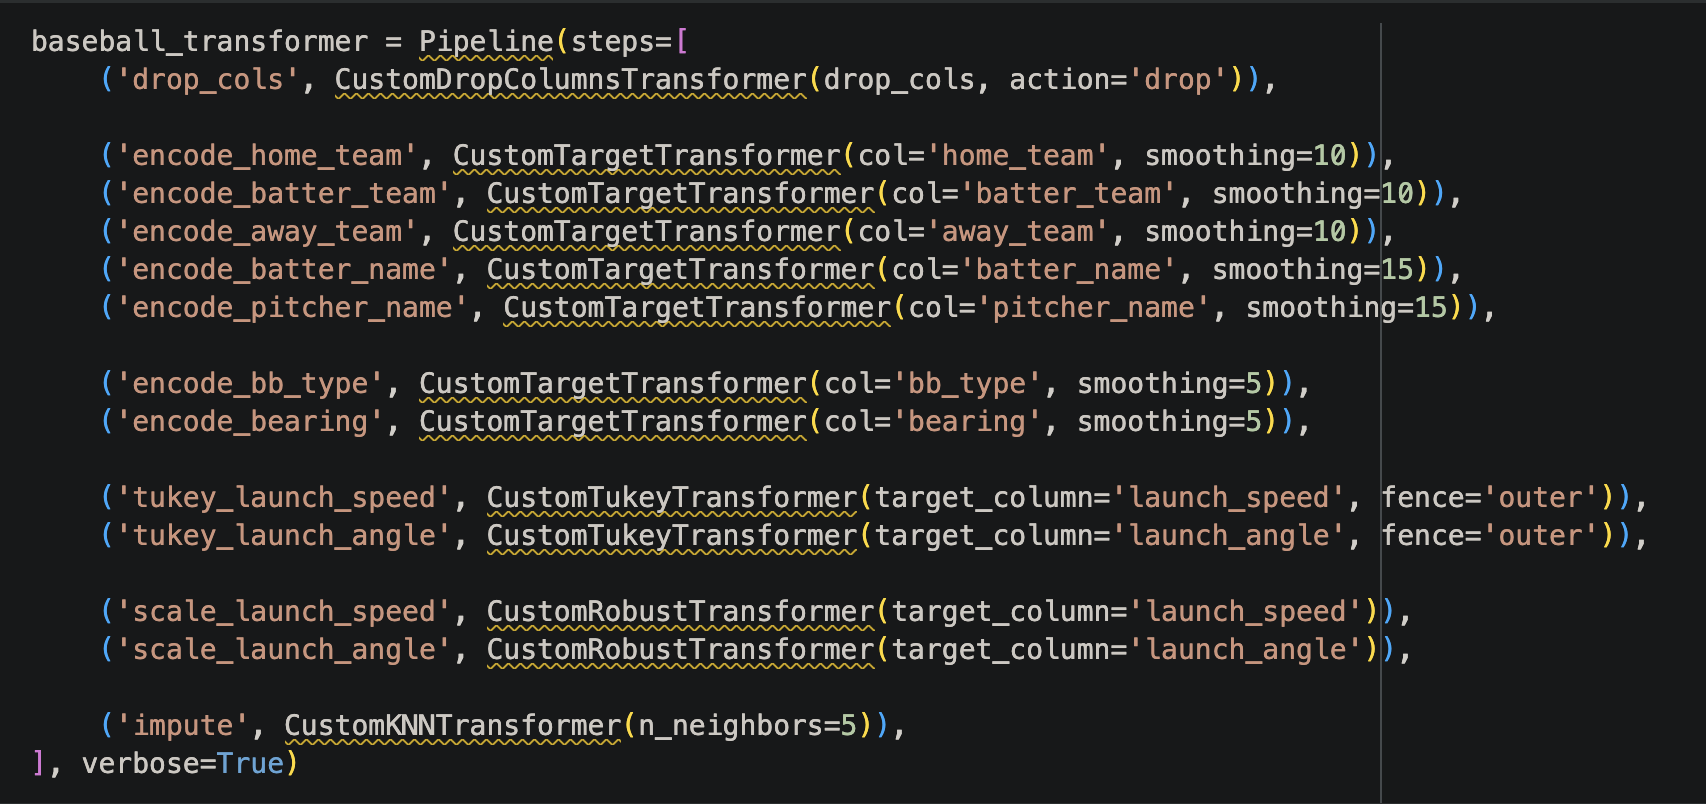 baseball_transformer = Pipeline(steps=[
    ('drop_cols', CustomDropColumnsTransformer(drop_cols, action='drop')),

    ('encode_home_team', CustomTargetTransformer(col='home_team', smoothing=10)),
    ('encode_batter_team', CustomTargetTransformer(col='batter_team', smoothing=10)),
    ('encode_away_team', CustomTargetTransformer(col='away_team', smoothing=10)),
    ('encode_batter_name', CustomTargetTransformer(col='batter_name', smoothing=15)),
    ('encode_pitcher_name', CustomTargetTransformer(col='pitcher_name', smoothing=15)),

    ('encode_bb_type', CustomTargetTransformer(col='bb_type', smoothing=5)),
    ('encode_bearing', CustomTargetTransformer(col='bearing', smoothing=5)),

    ('tukey_launch_speed', CustomTukeyTransformer(target_column='launch_speed', fence='outer')),
    ('tukey_launch_angle', CustomTukeyTransformer(target_column='launch_angle', fence='outer')),

    ('scale_launch_speed', CustomRobustTransformer(target_column='launch_speed')),
    ('scale_launch_angle', CustomRobustTransformer(target_column='launch_angle')),

    ('impute', CustomKNNTransformer(n_neighbors=5)),
], verbose=True)